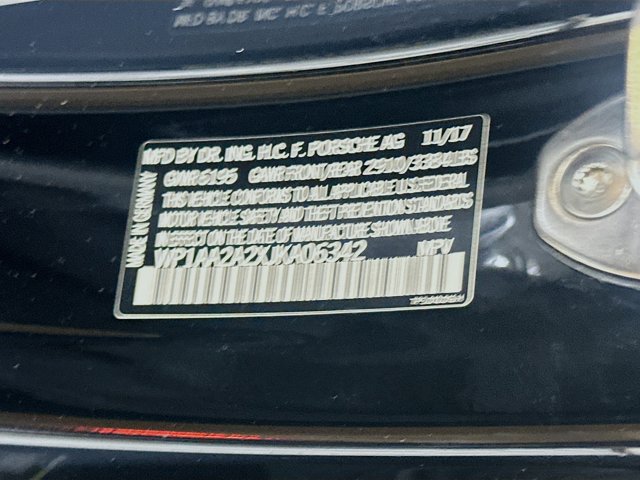 MFD BY DR. ING. H.C. F. PORSCHE AG 11/17
GVWR 6195 GAWR FRONT/REAR 2910/3384LBS
THIS VEHICLE CONFORMS TO ALL APPLICABLE U.S. FEDERAL
MOTOR VEHICLE SAFETY AND THEFT PREVENTION STANDARDS
IN EFFECT ON THE DATE OF MANUFACTURE SHOWN ABOVE
WP1AA2A2XJKA06342 MPV
MADE IN GERMANY